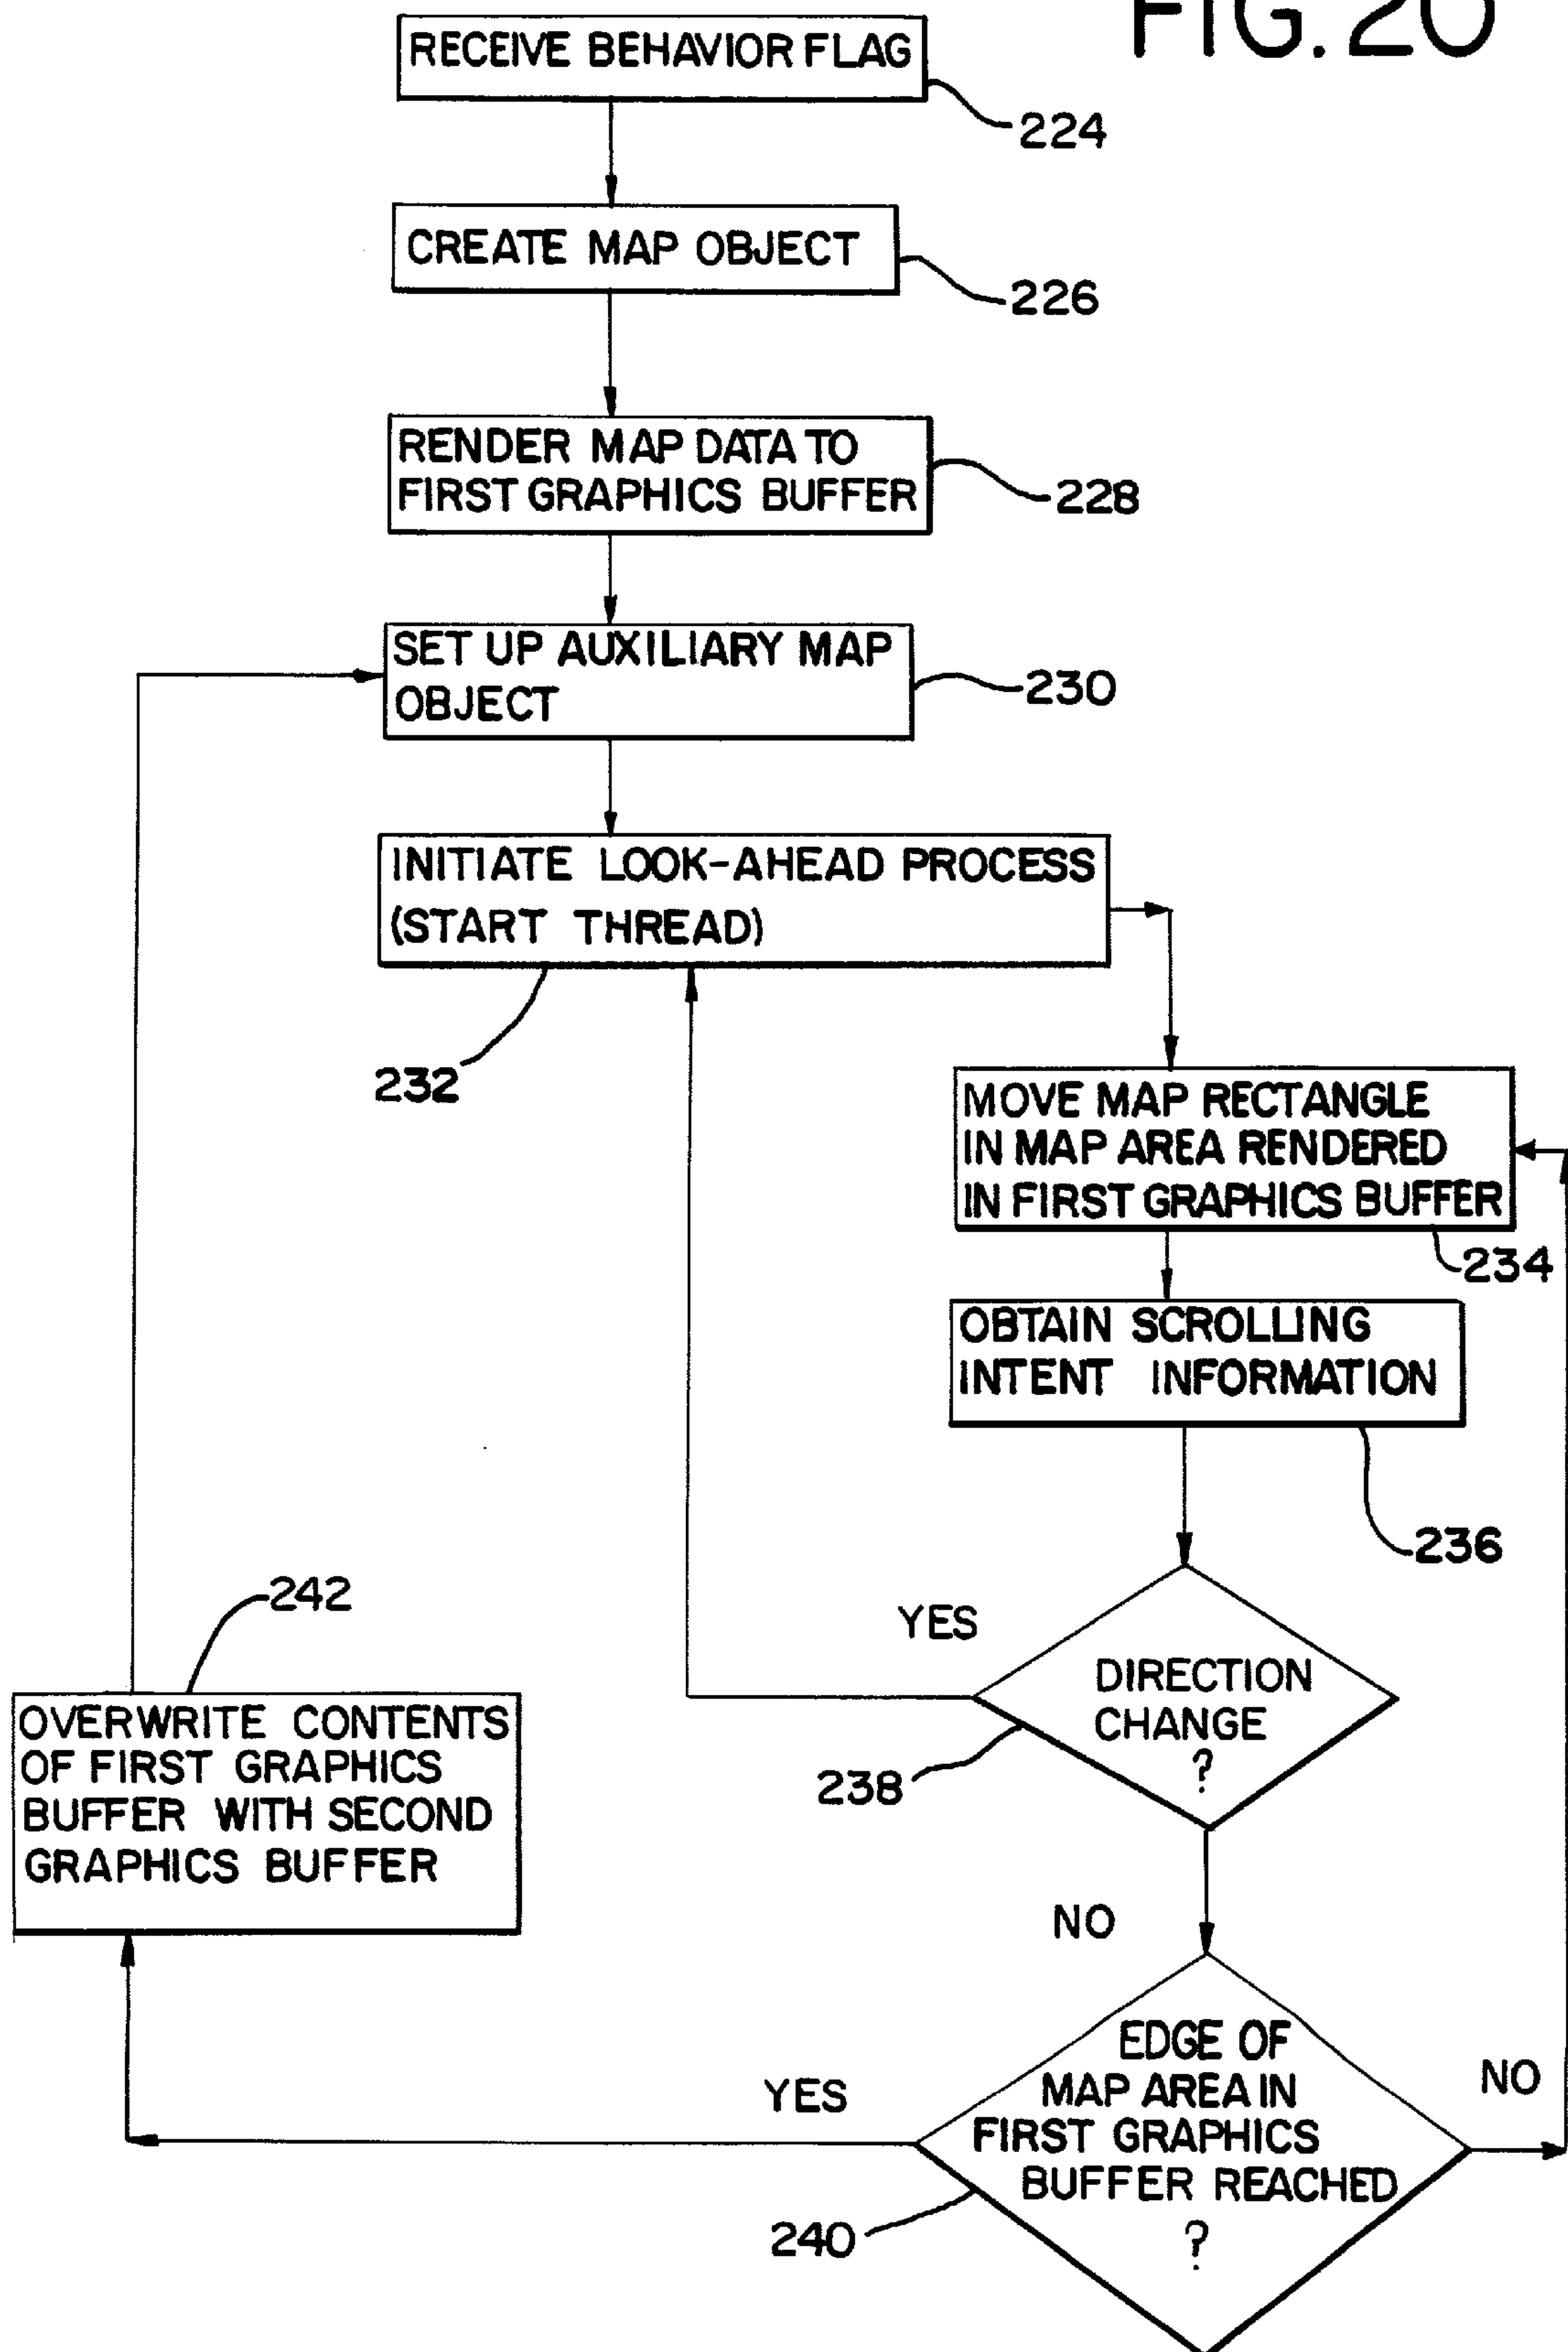 FIG. 20
RECEIVE BEHAVIOR FLAG
224
CREATE MAP OBJECT
226
RENDER MAP DATA TO
FIRST GRAPHICS BUFFER
228
SET UP AUXILIARY MAP
OBJECT
230
INITIATE LOOK-AHEAD PROCESS
(START THREAD)
232
MOVE MAP RECTANGLE
IN MAP AREA RENDERED
IN FIRST GRAPHICS BUFFER
234
OBTAIN SCROLLING
INTENT INFORMATION
236
YES
DIRECTION
CHANGE
?
238
NO
242
OVERWRITE CONTENTS
OF FIRST GRAPHICS
BUFFER WITH SECOND
GRAPHICS BUFFER
EDGE OF
MAP AREA IN
FIRST GRAPHICS
BUFFER REACHED
?
240
YES
NO